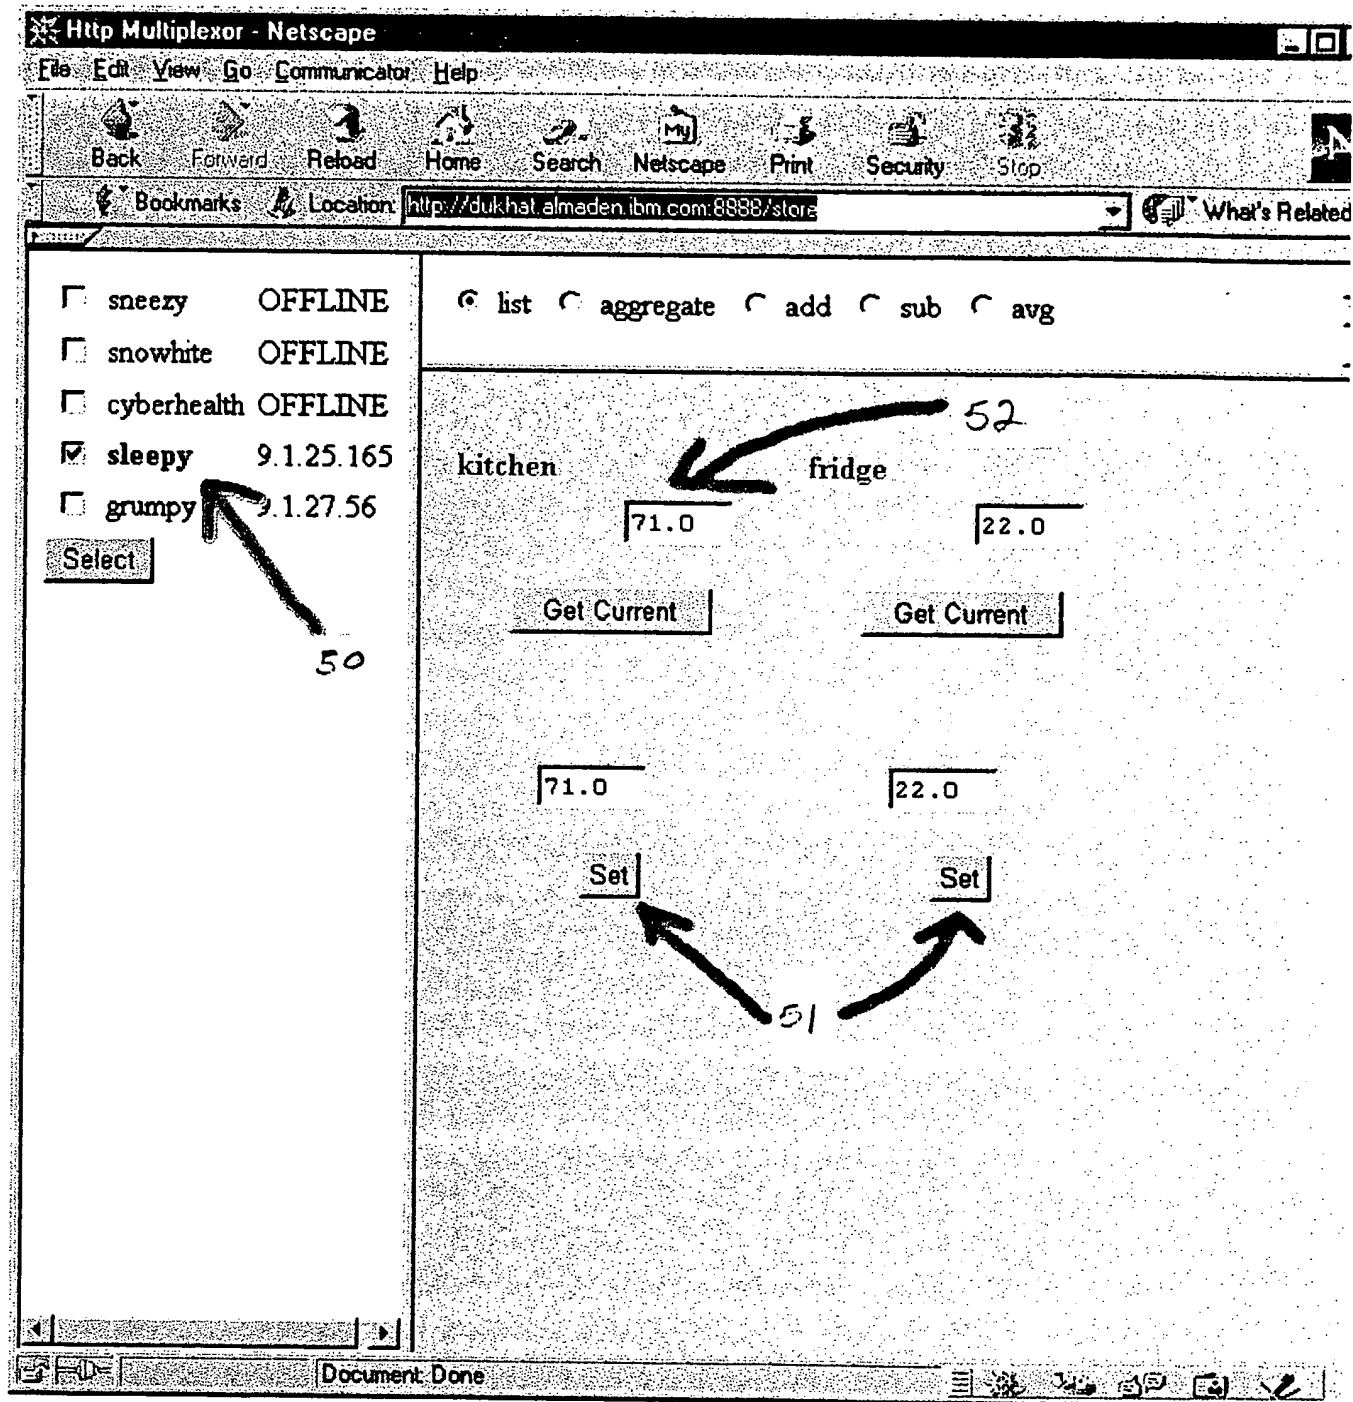 Http Multiplexor - Netscape
File Edit View Go Communicator Help
Back Forward Reload Home Search Netscape Print Security Stop
My
N
Bookmarks Location: http://dukhat.almaden.ibm.com:8888/store What's Related
sneezy OFFLINE
snowhite OFFLINE
cyberhealth OFFLINE
sleepy 9.1.25.165
grumpy 9.1.27.56
Select
50
list aggregate add sub avg
52
kitchen fridge
71.0 22.0
Get Current Get Current
71.0 22.0
Set Set
51
Document: Done